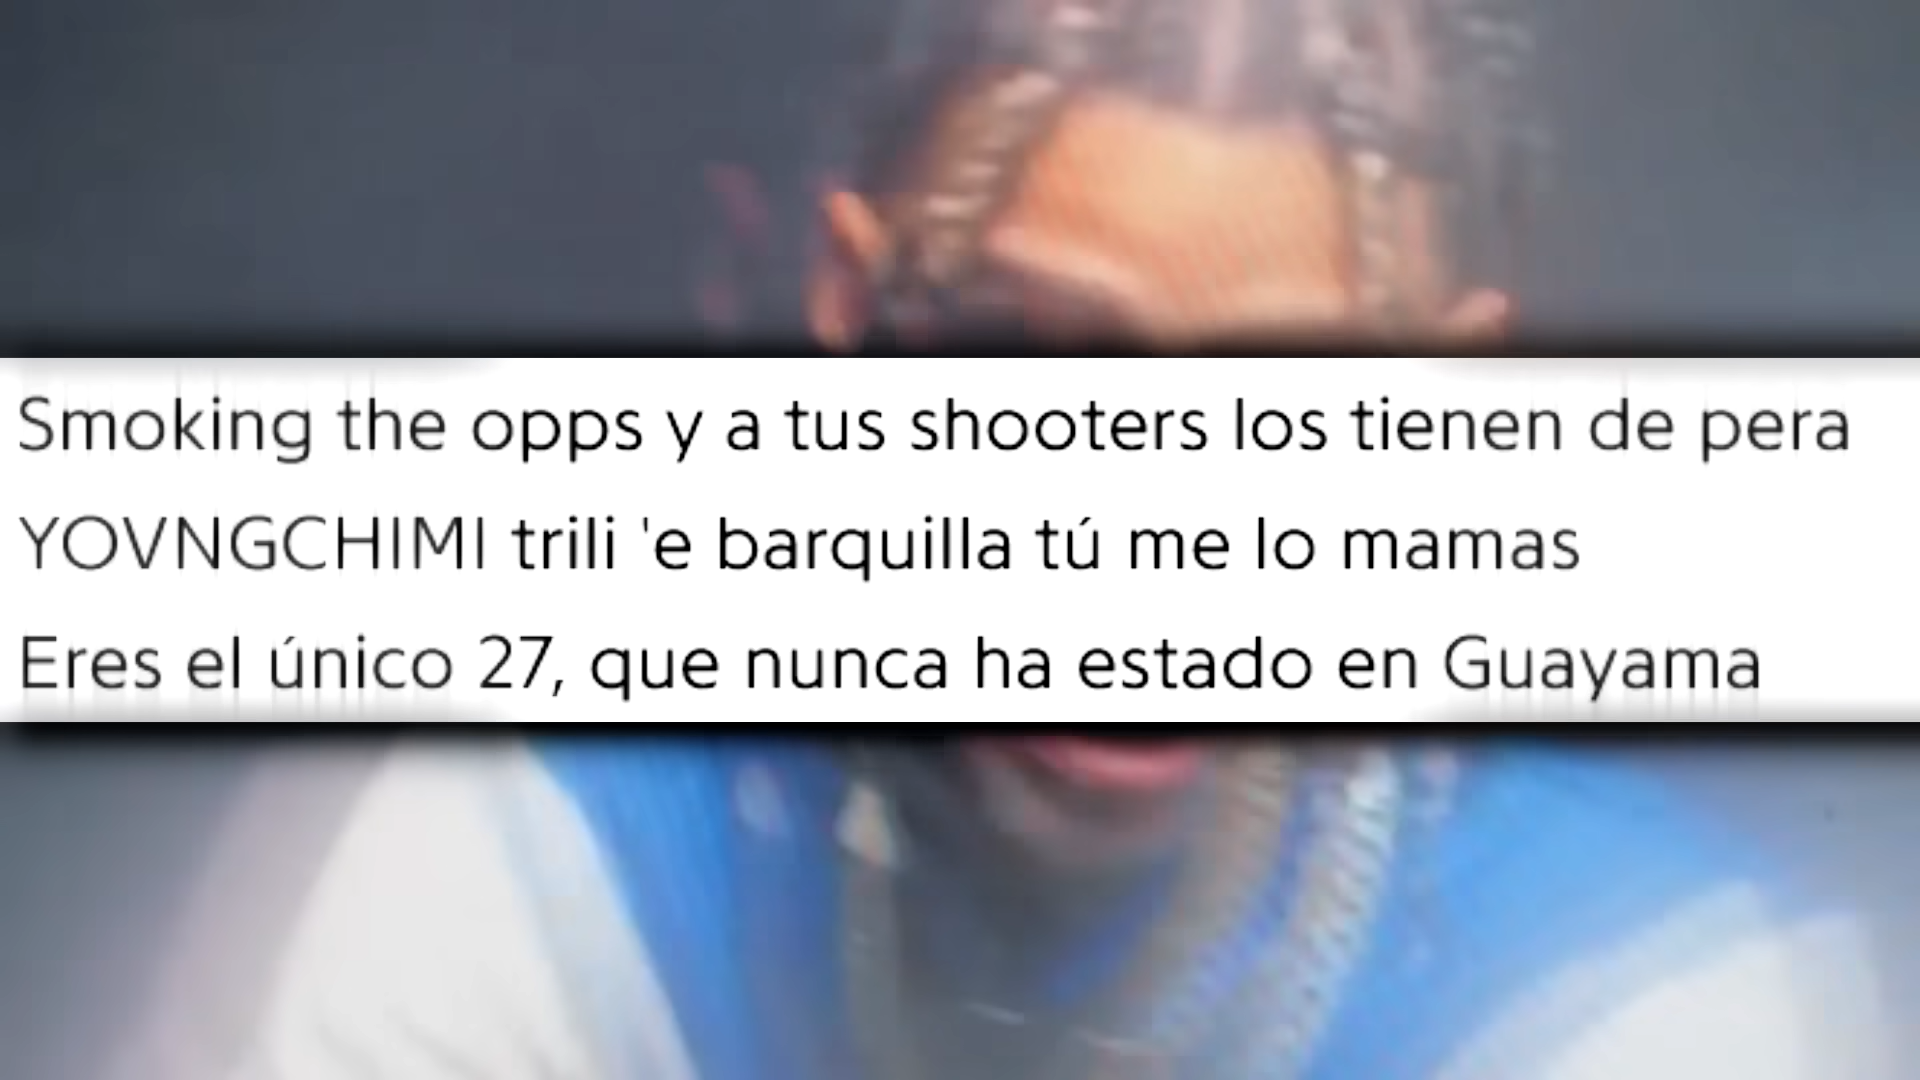 Smoking the opps y a tus shooters los tienen de pera
YOVNGCHIMI trili 'e barquilla tú me lo mamas
Eres el único 27, que nunca ha estado en Guayama